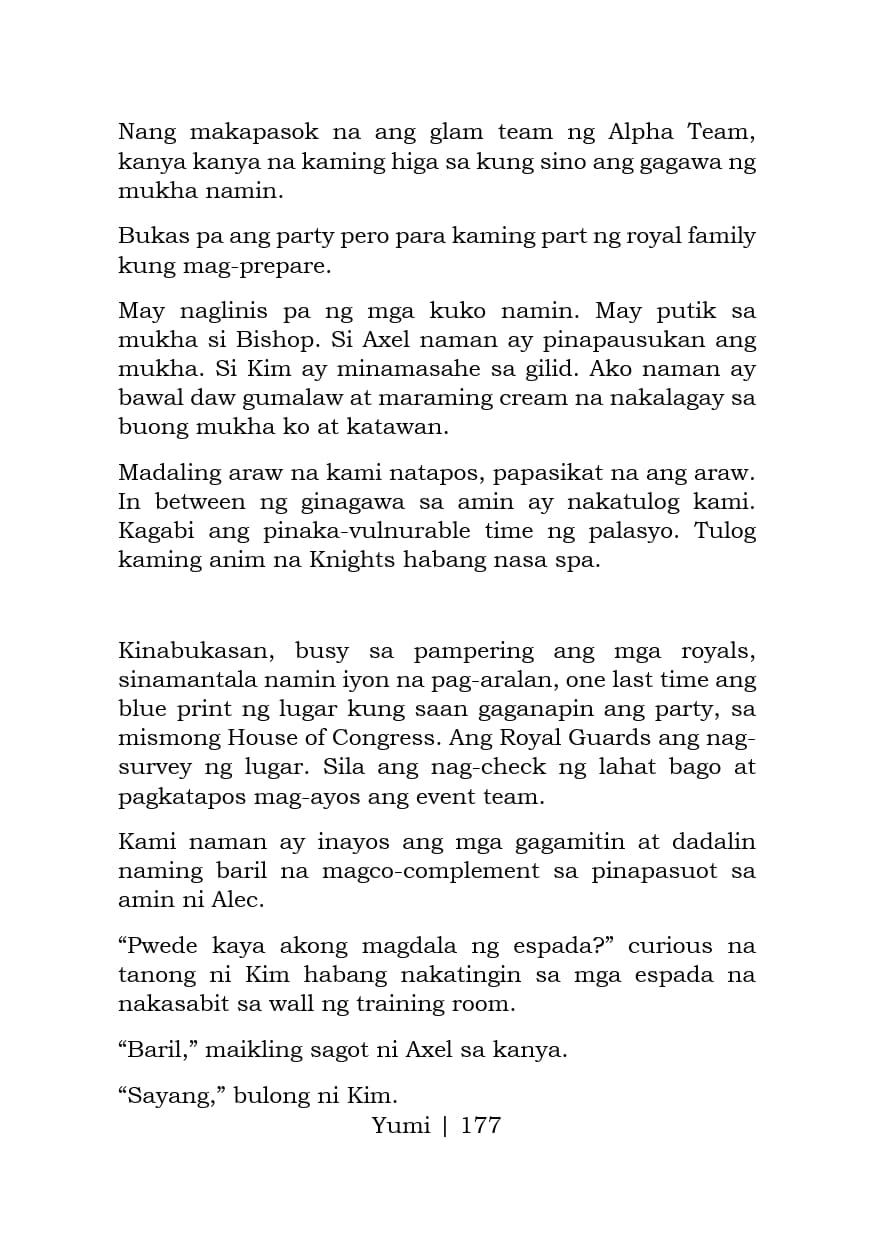 Nang makapasok na ang glam team ng Alpha Team,
kanya kanya na kaming higa sa kung sino ang gagawa ng
mukha namin.
Bukas pa ang party pero para kaming part ng royal family
kung mag-prepare.
May naglinis pa ng mga kuko namin. May putik sa
mukha si Bishop. Si Axel naman ay pinapausukan ang
mukha. Si Kim ay minamasahe sa gilid. Ako naman ay
bawal daw gumalaw at maraming cream na nakalagay sa
buong mukha ko at katawan.
Madaling araw na kami natapos, papasikat na ang araw.
In between ng ginagawa sa amin ay nakatulog kami.
Kagabi ang pinaka-vulnurable time ng palasyo. Tulog
kaming anim na Knights habang nasa spa.
Kinabukasan, busy sa pampering ang mga royals,
sinamantala namin iyon na pag-aralan, one last time ang
blue print ng lugar kung saan gaganapin ang party, sa
mismong House of Congress. Ang Royal Guards ang nag-
survey ng lugar. Sila ang nag-check ng lahat bago at
pagkatapos mag-ayos ang event team.
Kami naman ay inayos ang mga gagamitin at dadalin
naming baril na magco-complement sa pinapasuot sa
amin ni Alec.
“Pwede kaya akong magdala ng espada?” curious na
tanong ni Kim habang nakatingin sa mga espada na
nakasabit sa wall ng training room.
“Baril,” maikling sagot ni Axel sa kanya.
“Sayang,” bulong ni Kim.
Yumi | 177